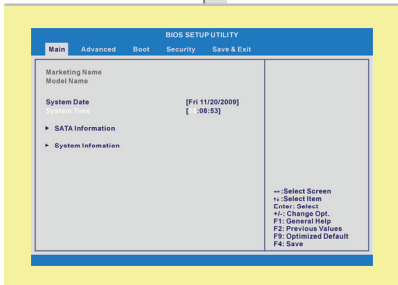 BIOS SETUP UTILITY
Main Advanced Boot Security Save & Exit
Marketing Name
Model Name
System Date [Fri 11/20/2009]
System Time [ :08:53]
► SATA Information
► System Infomation
↔:Select Screen
↑↓:Select Item
Enter: Select
+/-: Change Opt.
F1: General Help
F2: Previous Values
F9: Optimized Default
F4: Save